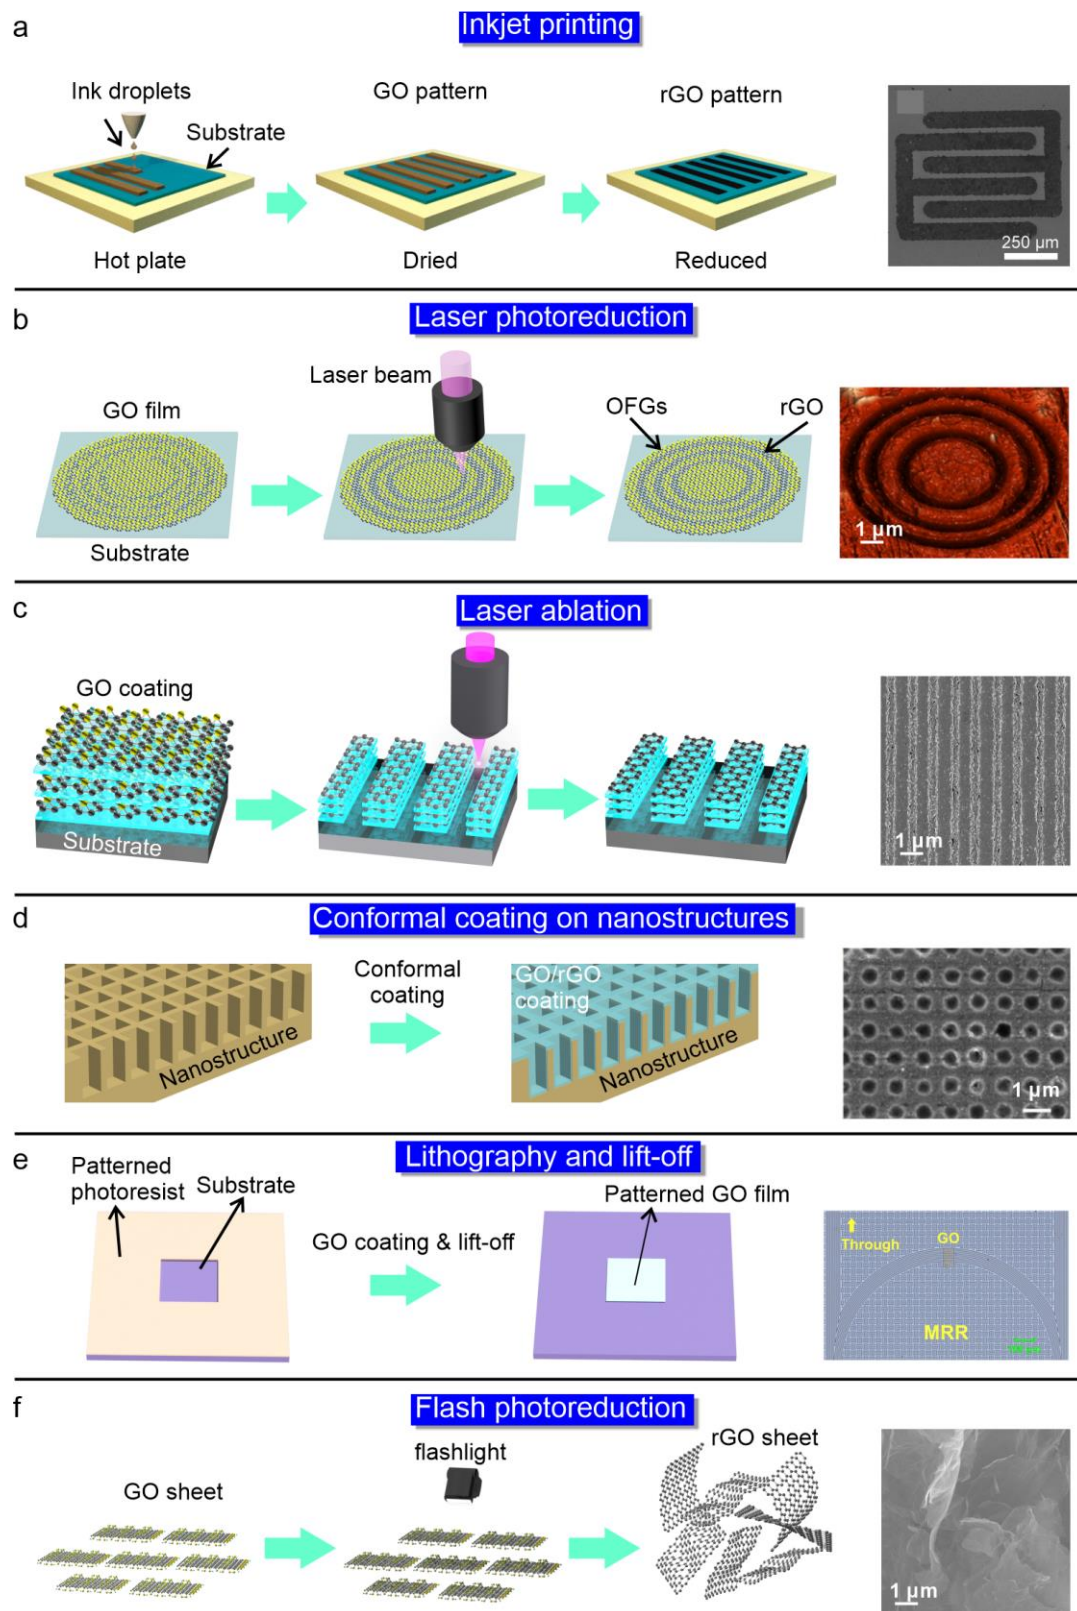 a
Inkjet printing
Ink droplets
Substrate
GO pattern
rGO pattern
250 µm
Hot plate
Dried
Reduced
b
Laser photoreduction
GO film
Laser beam
OFGs
rGO
1 µm
Substrate
c
Laser ablation
GO coating
Substrate
1 µm
d
Conformal coating on nanostructures
Conformal
coating
GO/rGO
coating
Nanostructure
Nanostructure
1 µm
e
Lithography and lift-off
Patterned
photoresist
Substrate
GO coating & lift-off
Patterned GO film
Through
GO
MRR
f
Flash photoreduction
GO sheet
flashlight
rGO sheet
1 µm